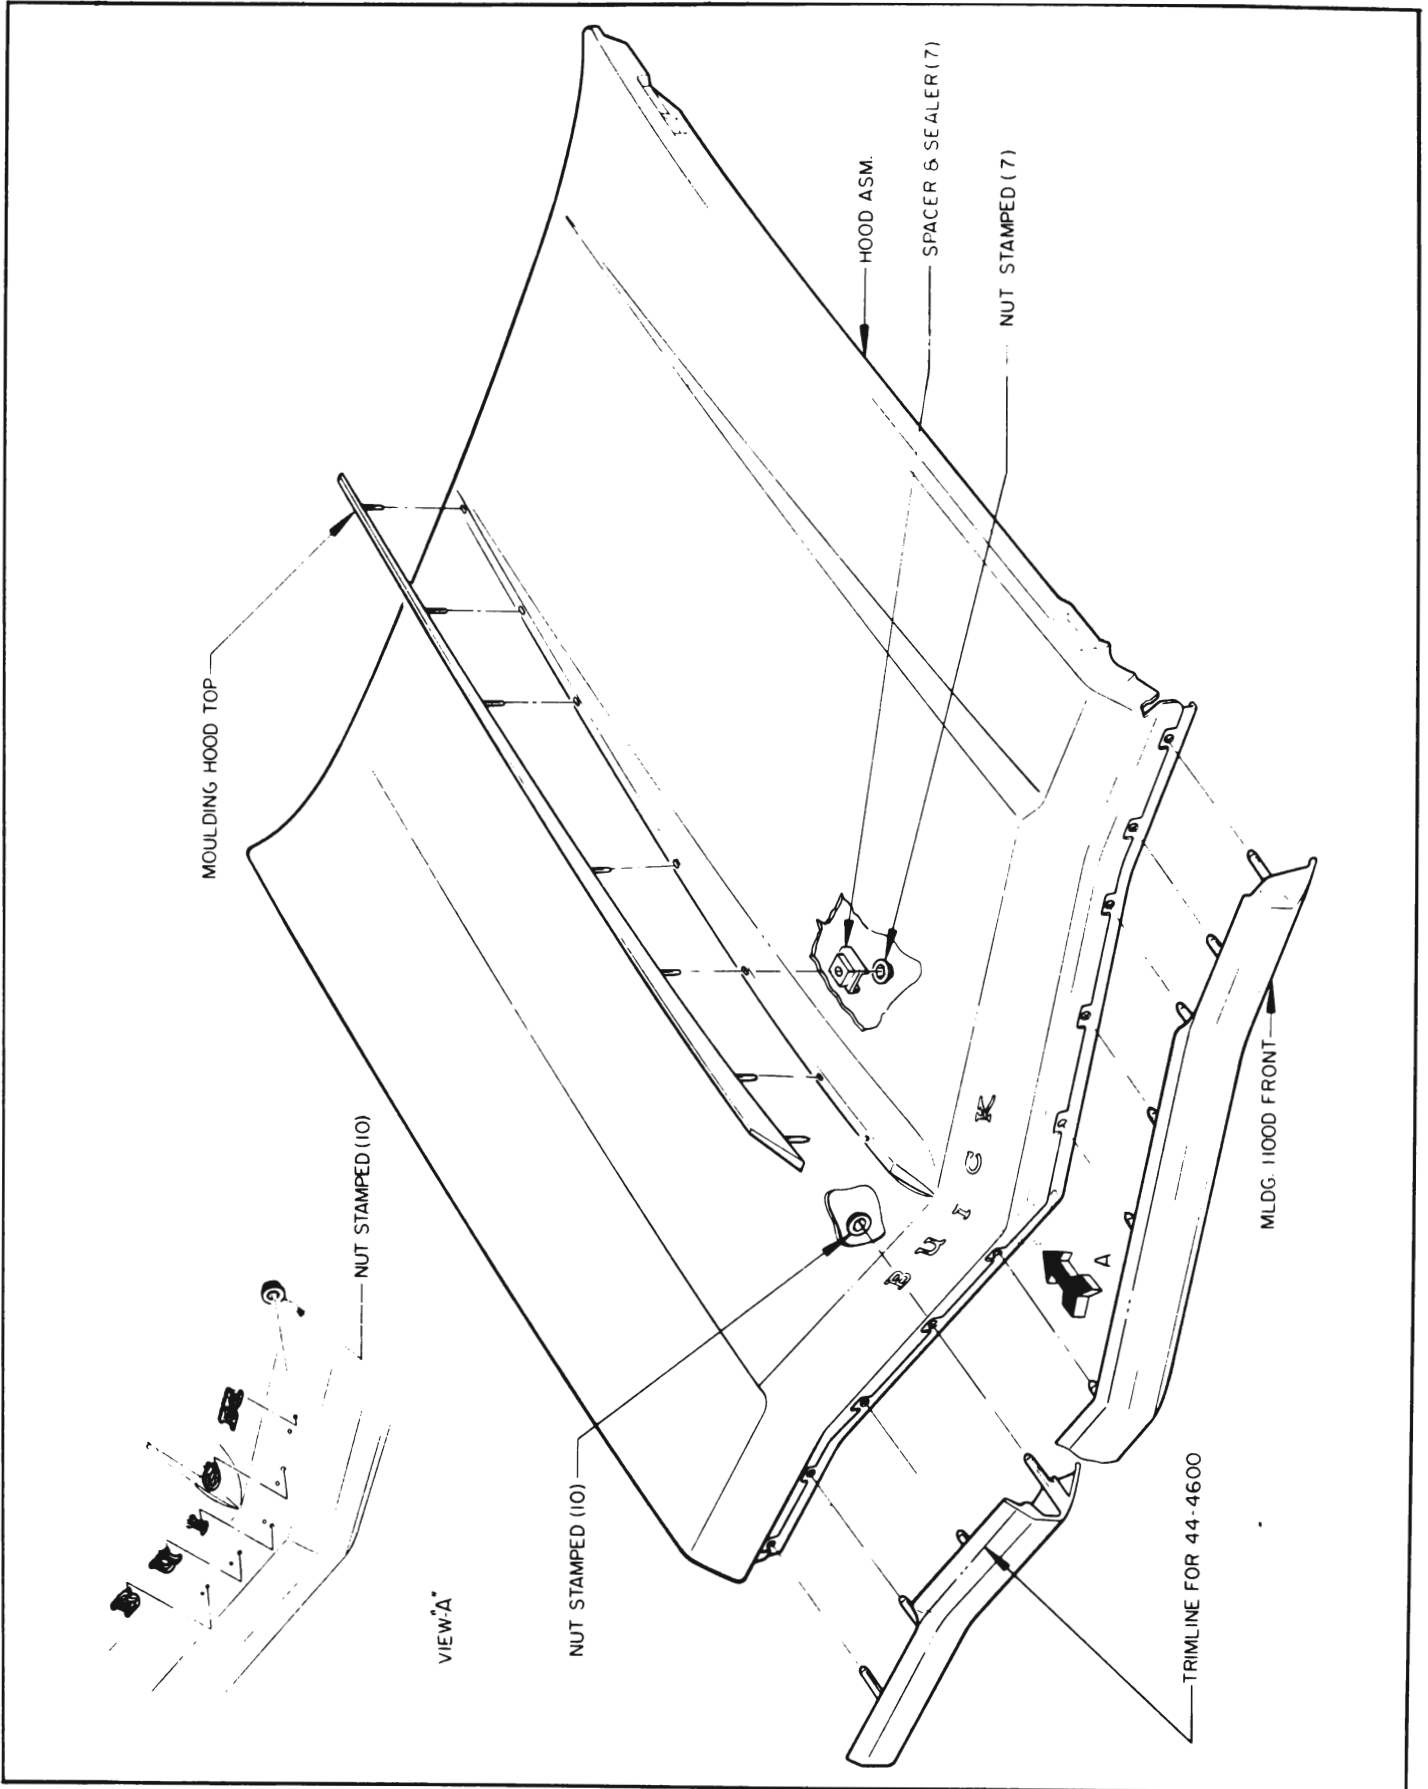 MOULDING HOOD TOP
HOOD ASM.
SPACER & SEALER(7)
NUT STAMPED(7)
NUT STAMPED(10)
VIEW"A"
NUT STAMPED (10)
BUICK
A
MLDG. HOOD FRONT
TRIMLINE FOR 44-4600